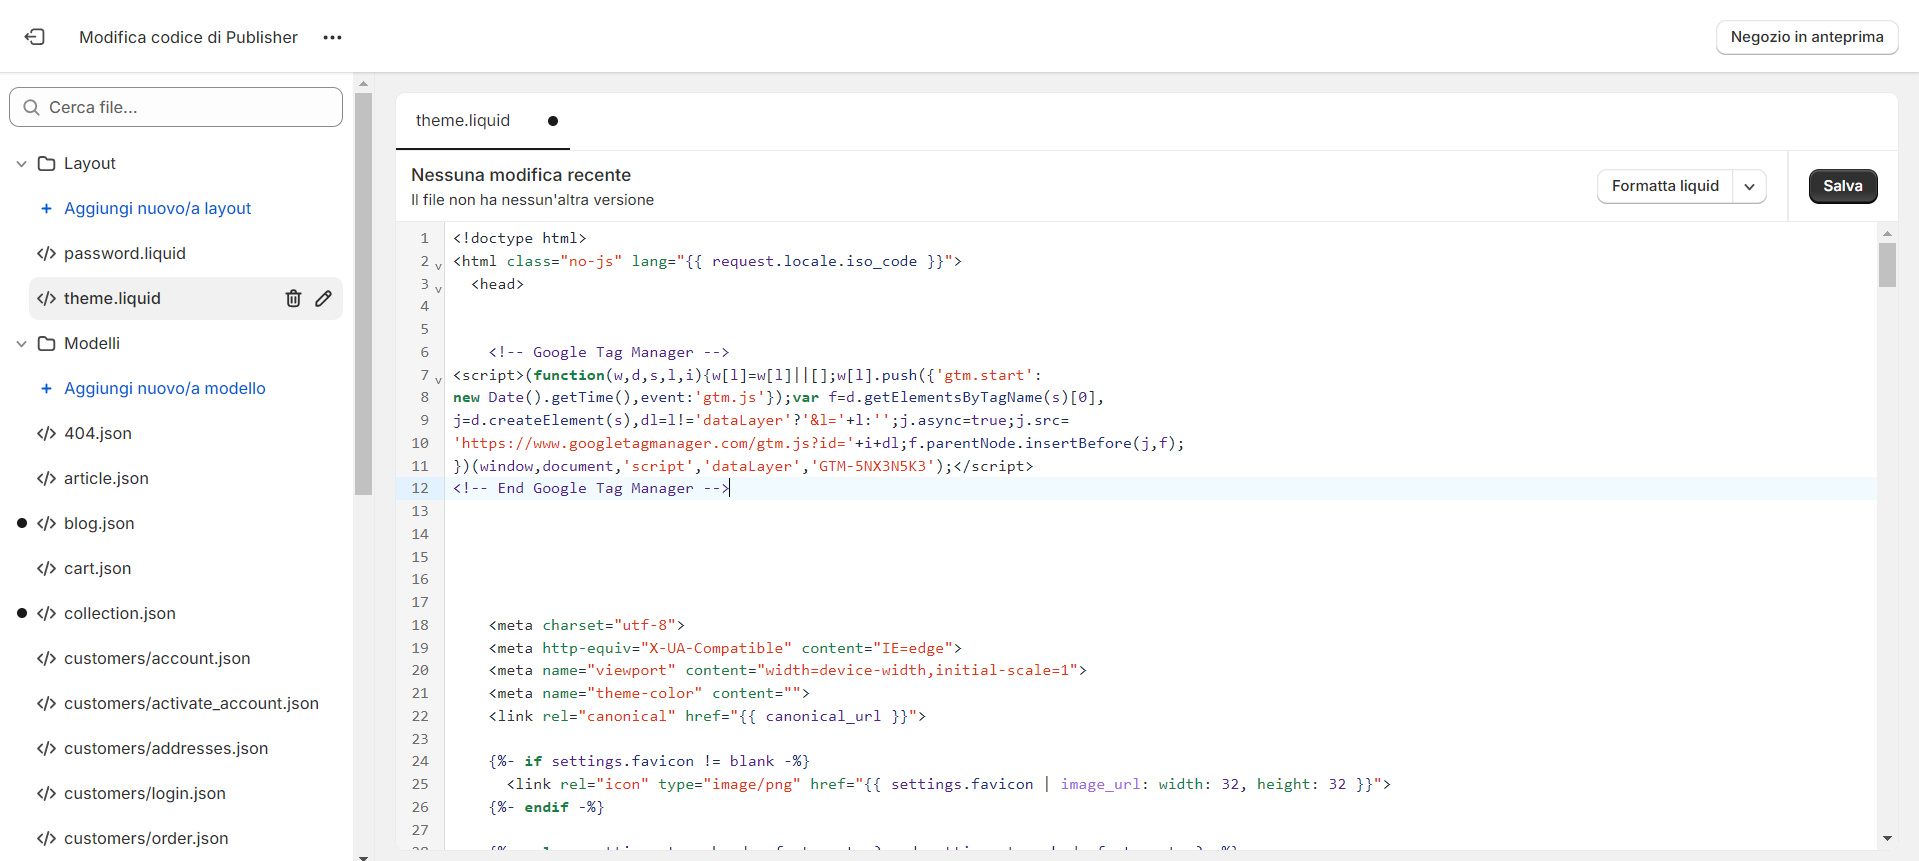 Modifica codice di Publisher
Negozio in anteprima
Cerca file...
Layout
+ Aggiungi nuovo/a layout
</> password.liquid
</> theme.liquid
Modelli
+ Aggiungi nuovo/a modello
</> 404.json
</> article.json
</> blog.json
</> cart.json
</> collection.json
</> customers/account.json
</> customers/activate_account.json
</> customers/addresses.json
</> customers/login.json
</> customers/order.json
theme.liquid
Nessuna modifica recente
Il file non ha nessun'altra versione
Formatta liquid
Salva
1 <!doctype html>
2 <html class="no-js" lang="{{ request.locale.iso_code }}">
3 <head>
4
5
6 <!-- Google Tag Manager -->
7 <script>(function(w,d,s,l,i){w[l]=w[l]||[];w[l].push({'gtm.start':
8 new Date().getTime(),event:'gtm.js'});var f=d.getElementsByTagName(s)[0],
9 j=d.createElement(s),dl=l!='dataLayer'?'&l='+l:'';j.async=true;j.src=
10 'https://www.googletagmanager.com/gtm.js?id='+i+dl;f.parentNode.insertBefore(j,f);
11 })(window,document,'script','dataLayer','GTM-5NX3N5K3');</script>
12 <!-- End Google Tag Manager -->
13
14
15
16
17
18 <meta charset="utf-8">
19 <meta http-equiv="X-UA-Compatible" content="IE=edge">
20 <meta name="viewport" content="width=device-width,initial-scale=1">
21 <meta name="theme-color" content="">
22 <link rel="canonical" href="{{ canonical_url }}">
23
24 {%- if settings.favicon != blank -%}
25 <link rel="icon" type="image/png" href="{{ settings.favicon | image_url: width: 32, height: 32 }}">
26 {%- endif -%}
27